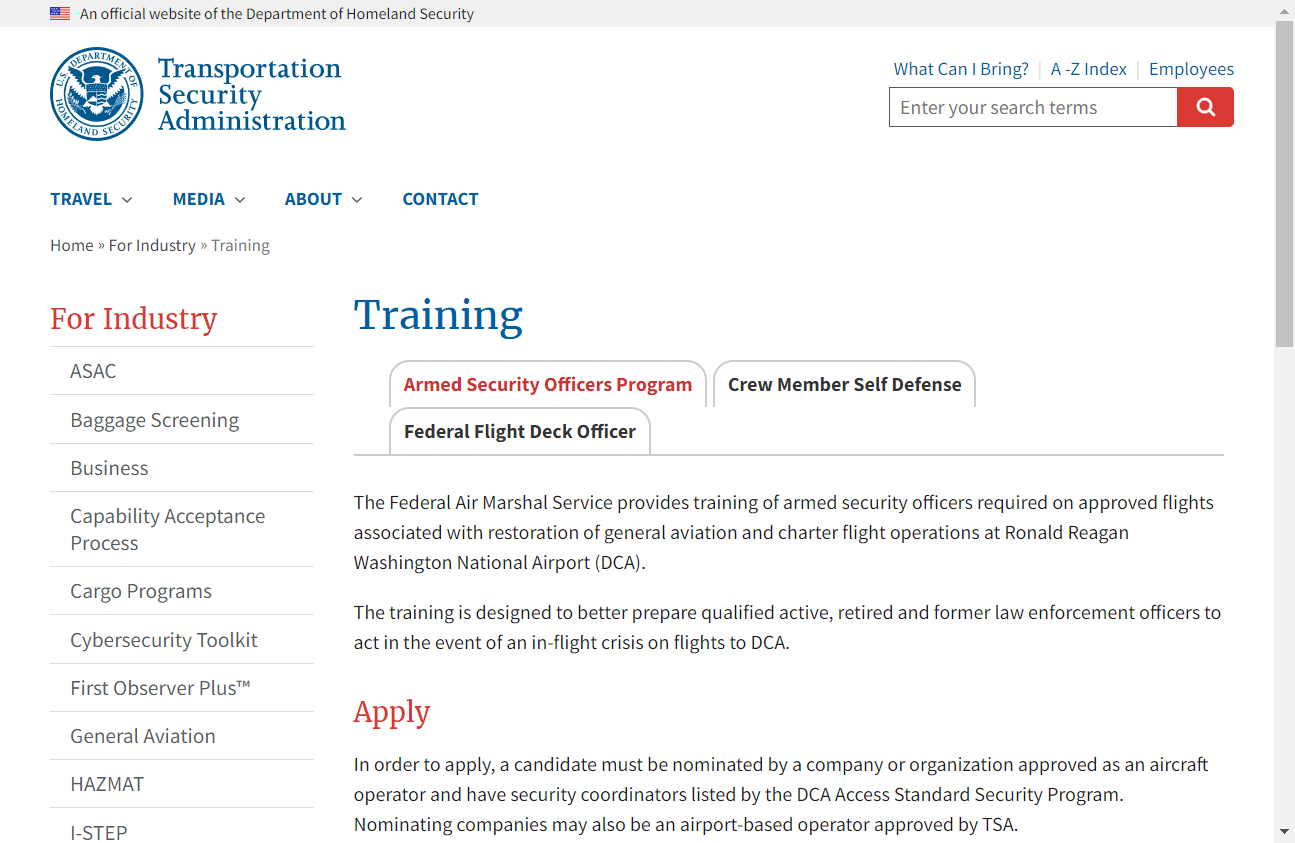 An official website of the Department of Homeland Security
U.S. DEPARTMENT OF HOMELAND SECURITY
Transportation
Security
Administration
What Can I Bring?
A -Z Index
Employees
Enter your search terms
TRAVEL
MEDIA
ABOUT
CONTACT
Home » For Industry » Training
For Industry
ASAC
Baggage Screening
Business
Capability Acceptance
Process
Cargo Programs
Cybersecurity Toolkit
First Observer Plus™
General Aviation
HAZMAT
I-STEP
Training
Armed Security Officers Program
Crew Member Self Defense
Federal Flight Deck Officer
The Federal Air Marshal Service provides training of armed security officers required on approved flights
associated with restoration of general aviation and charter flight operations at Ronald Reagan
Washington National Airport (DCA).
The training is designed to better prepare qualified active, retired and former law enforcement officers to
act in the event of an in-flight crisis on flights to DCA.
Apply
In order to apply, a candidate must be nominated by a company or organization approved as an aircraft
operator and have security coordinators listed by the DCA Access Standard Security Program.
Nominating companies may also be an airport-based operator approved by TSA.